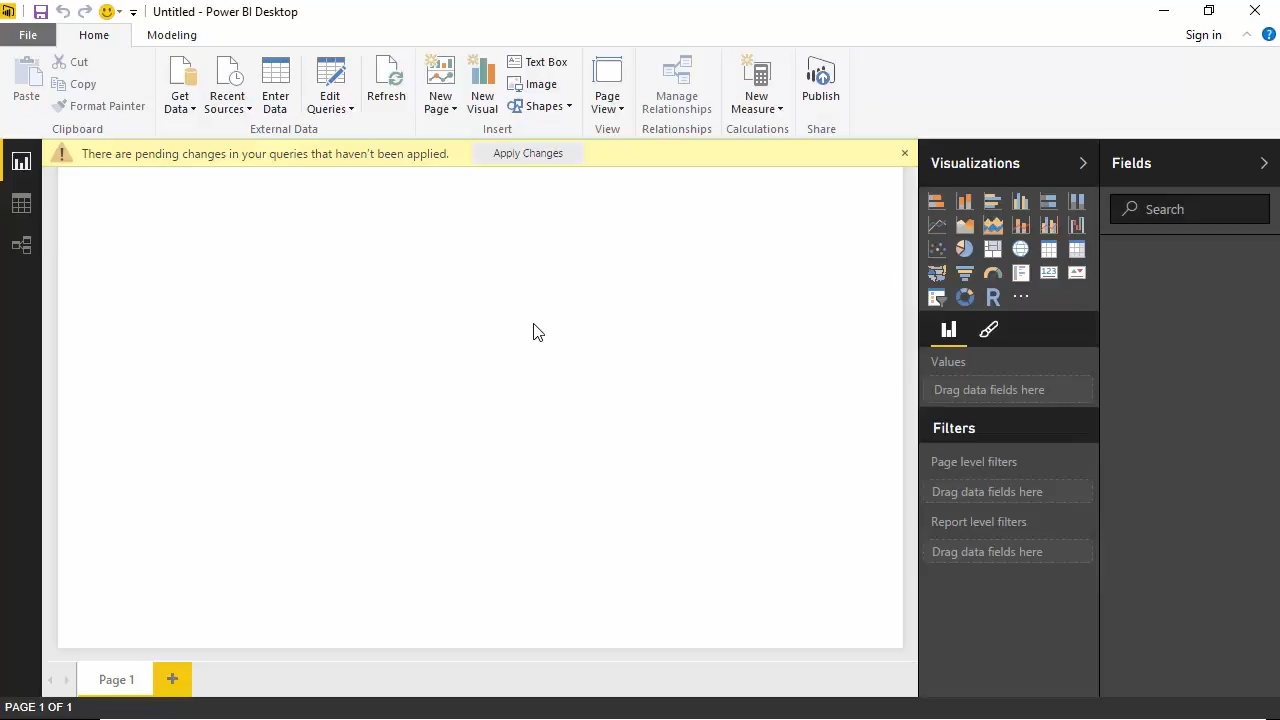 Untitled - Power BI Desktop
File
Home
Modeling
Sign in
Paste
Cut
Copy
Format Painter
Clipboard
Get
Data
Recent
Sources
Enter
Data
Edit
Queries
Refresh
External Data
New
Page
New
Visual
Text Box
Image
Shapes
Insert
Page
View
View
Manage
Relationships
Relationships
New
Measure
Calculations
Publish
Share
There are pending changes in your queries that haven't been applied.
Apply Changes
Visualizations
Fields
Search
123
R
Values
Drag data fields here
Filters
Page level filters
Drag data fields here
Report level filters
Drag data fields here
Page 1
PAGE 1 OF 1